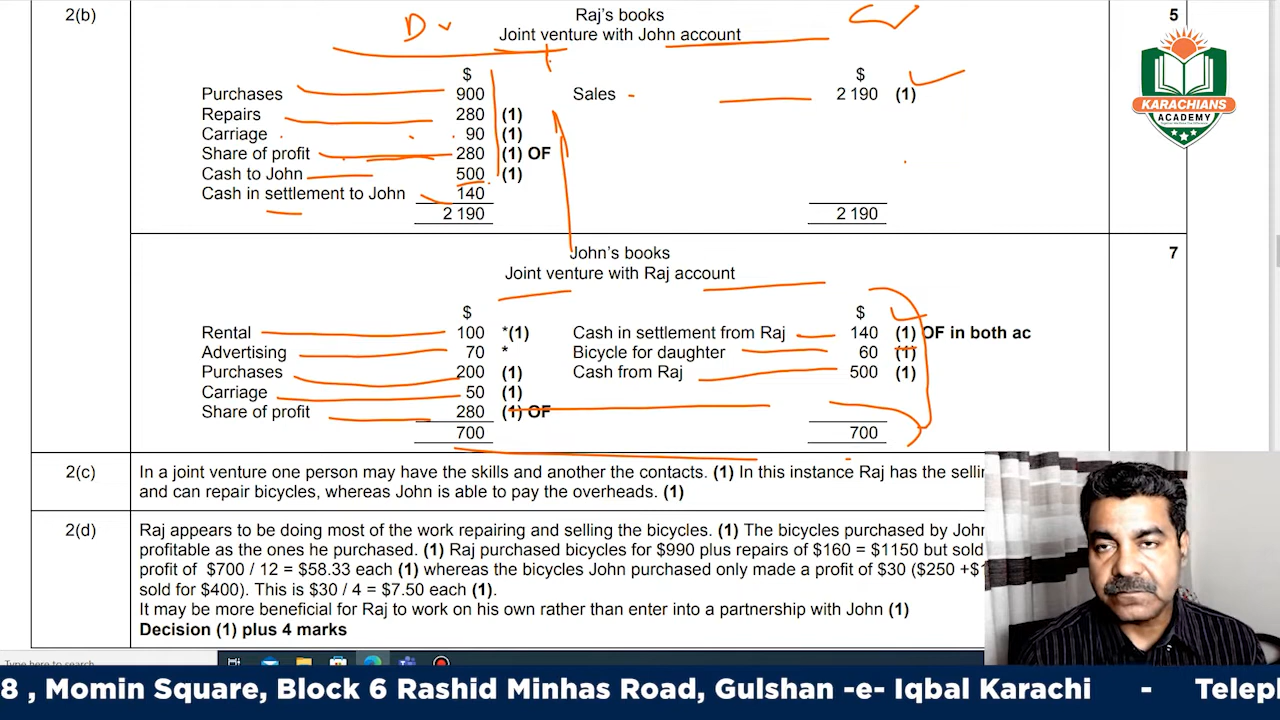 2(b)
Raj's books
5
Joint venture with John account
D
$
$
Purchases 900 Sales 2 190 (1)
Repairs 280 (1)
Carriage 90 (1)
Share of profit 280 (1) OF
Cash to John 500 (1)
Cash in settlement to John 140
2 190 2 190
KARACHIANS
ACADEMY
John's books
7
Joint venture with Raj account
$
$
Rental 100 *(1) Cash in settlement from Raj 140 (1) OF in both ac
Advertising 70 * Bicycle for daughter 60 (1)
Purchases 200 (1) Cash from Raj 500 (1)
Carriage 50 (1)
Share of profit 280 (1) OF
700 700
2(c) In a joint venture one person may have the skills and another the contacts. (1) In this instance Raj has the sellin
and can repair bicycles, whereas John is able to pay the overheads. (1)
2(d) Raj appears to be doing most of the work repairing and selling the bicycles. (1) The bicycles purchased by John
profitable as the ones he purchased. (1) Raj purchased bicycles for $990 plus repairs of $160 = $1150 but sold
profit of $700 / 12 = $58.33 each (1) whereas the bicycles John purchased only made a profit of $30 ($250 +$1
sold for $400). This is $30 / 4 = $7.50 each (1).
It may be more beneficial for Raj to work on his own rather than enter into a partnership with John (1)
Decision (1) plus 4 marks
Type here to search
8 , Momin Square, Block 6 Rashid Minhas Road, Gulshan -e- Iqbal Karachi - Telepl